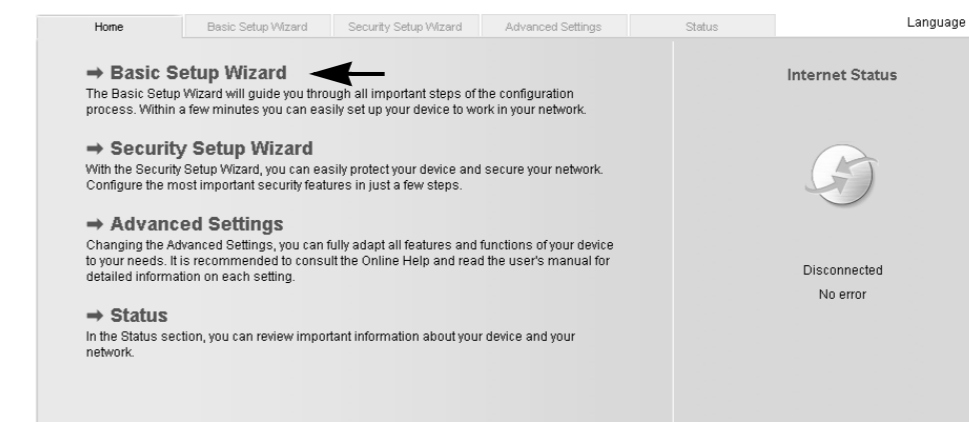 Home Basic Setup Wizard Security Setup Wizard Advanced Settings Status Language
➡ Basic Setup Wizard
The Basic Setup Wizard will guide you through all important steps of the configuration
process. Within a few minutes you can easily set up your device to work in your network.
➡ Security Setup Wizard
With the Security Setup Wizard, you can easily protect your device and secure your network.
Configure the most important security features in just a few steps.
➡ Advanced Settings
Changing the Advanced Settings, you can fully adapt all features and functions of your device
to your needs. It is recommended to consult the Online Help and read the user's manual for
detailed information on each setting.
➡ Status
In the Status section, you can review important information about your device and your
network.
Internet Status
Disconnected
No error